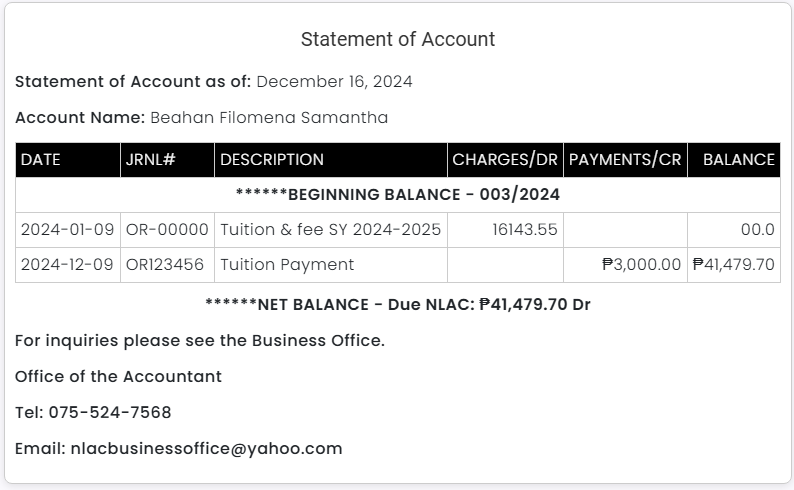 Statement of Account
Statement of Account as of: December 16, 2024
Account Name: Beahan Filomena Samantha
DATE JRNL# DESCRIPTION CHARGES/DR PAYMENTS/CR BALANCE
******BEGINNING BALANCE - 003/2024
2024-01-09 OR-00000 Tuition & fee SY 2024-2025 16143.55 00.0
2024-12-09 OR123456 Tuition Payment ₱3,000.00 ₱41,479.70
******NET BALANCE - Due NLAC: ₱41,479.70 Dr
For inquiries please see the Business Office.
Office of the Accountant
Tel: 075-524-7568
Email: nlacbusinessoffice@yahoo.com